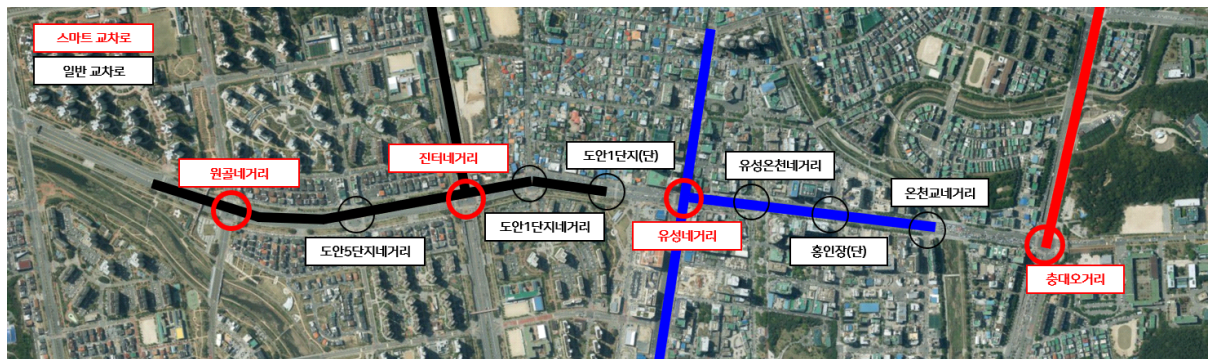 스마트 교차로
일반 교차로
원골네거리
진터네거리
도안1단지(단)
유성온천네거리
온천교네거리
도안5단지네거리
도안1단지네거리
유성네거리
홍인장(단)
충대오거리